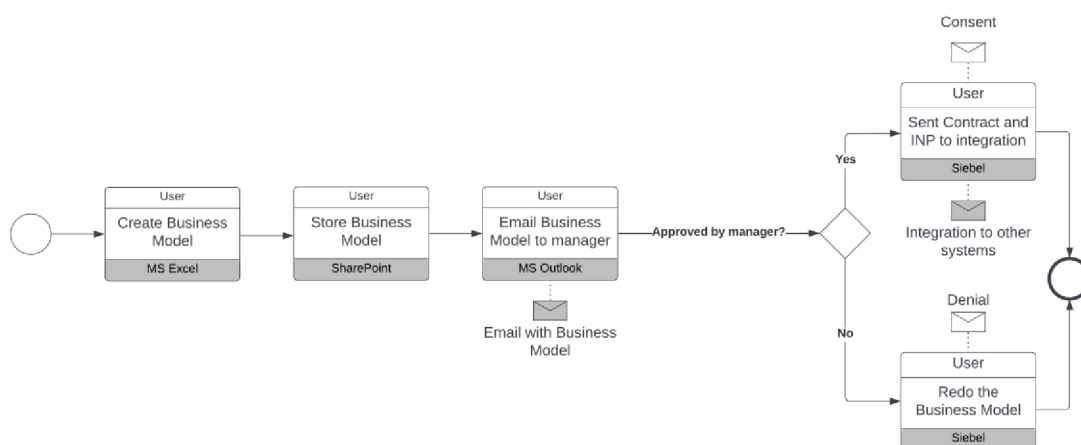 User
Create Business
Model
MS Excel
User
Store Business
Model
SharePoint
User
Email Business
Model to manager
MS Outlook
Email with Business
Model
Approved by manager?
Yes
No
Consent
User
Sent Contract and
INP to integration
Siebel
Integration to other
systems
Denial
User
Redo the
Business Model
Siebel